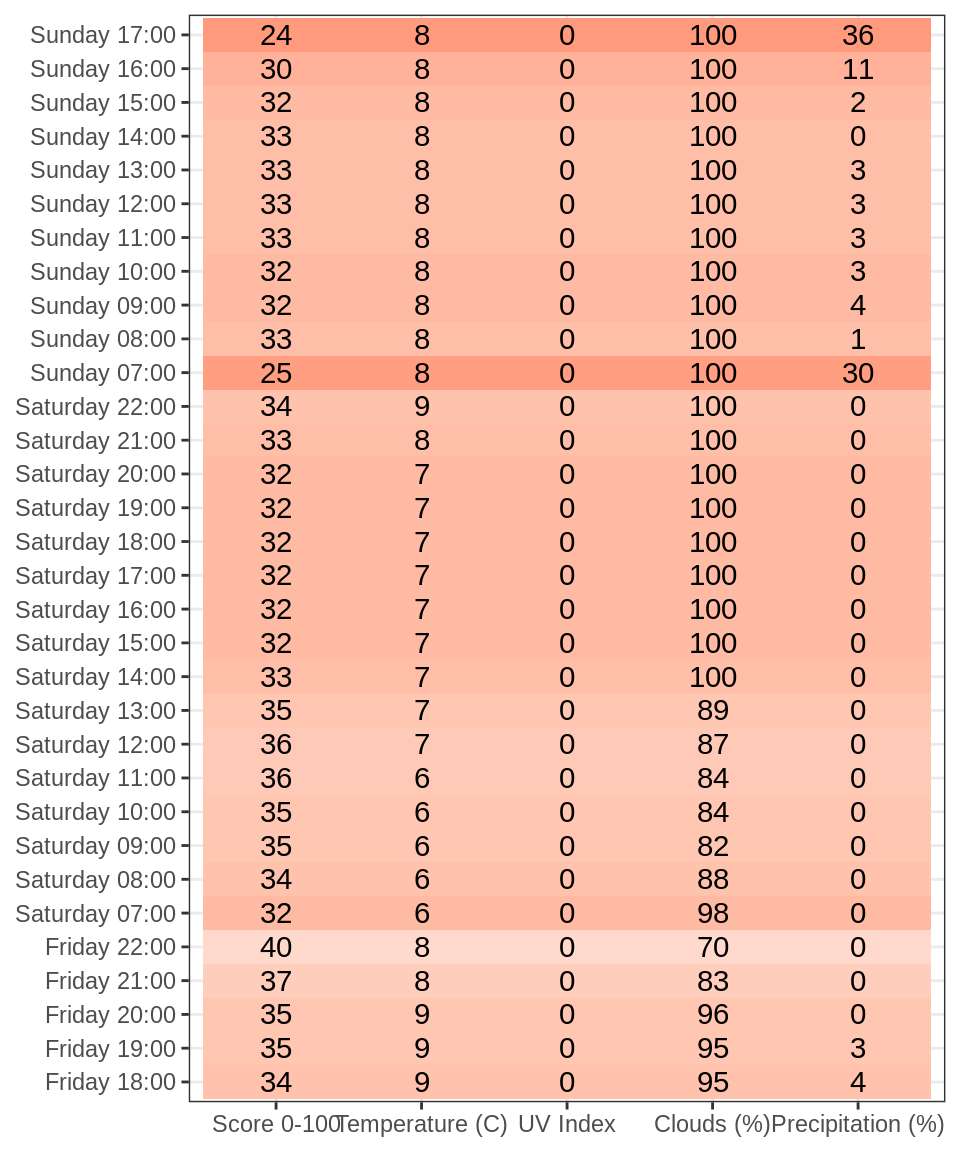 Sunday 17:00 24 8 0 100 36
Sunday 16:00 30 8 0 100 11
Sunday 15:00 32 8 0 100 2
Sunday 14:00 33 8 0 100 0
Sunday 13:00 33 8 0 100 3
Sunday 12:00 33 8 0 100 3
Sunday 11:00 33 8 0 100 3
Sunday 10:00 32 8 0 100 3
Sunday 09:00 32 8 0 100 4
Sunday 08:00 33 8 0 100 1
Sunday 07:00 25 8 0 100 30
Saturday 22:00 34 9 0 100 0
Saturday 21:00 33 8 0 100 0
Saturday 20:00 32 7 0 100 0
Saturday 19:00 32 7 0 100 0
Saturday 18:00 32 7 0 100 0
Saturday 17:00 32 7 0 100 0
Saturday 16:00 32 7 0 100 0
Saturday 15:00 32 7 0 100 0
Saturday 14:00 33 7 0 100 0
Saturday 13:00 35 7 0 89 0
Saturday 12:00 36 7 0 87 0
Saturday 11:00 36 6 0 84 0
Saturday 10:00 35 6 0 84 0
Saturday 09:00 35 6 0 82 0
Saturday 08:00 34 6 0 88 0
Saturday 07:00 32 6 0 98 0
Friday 22:00 40 8 0 70 0
Friday 21:00 37 8 0 83 0
Friday 20:00 35 9 0 96 0
Friday 19:00 35 9 0 95 3
Friday 18:00 34 9 0 95 4
Score 0-100 Temperature (C) UV Index Clouds (%) Precipitation (%)